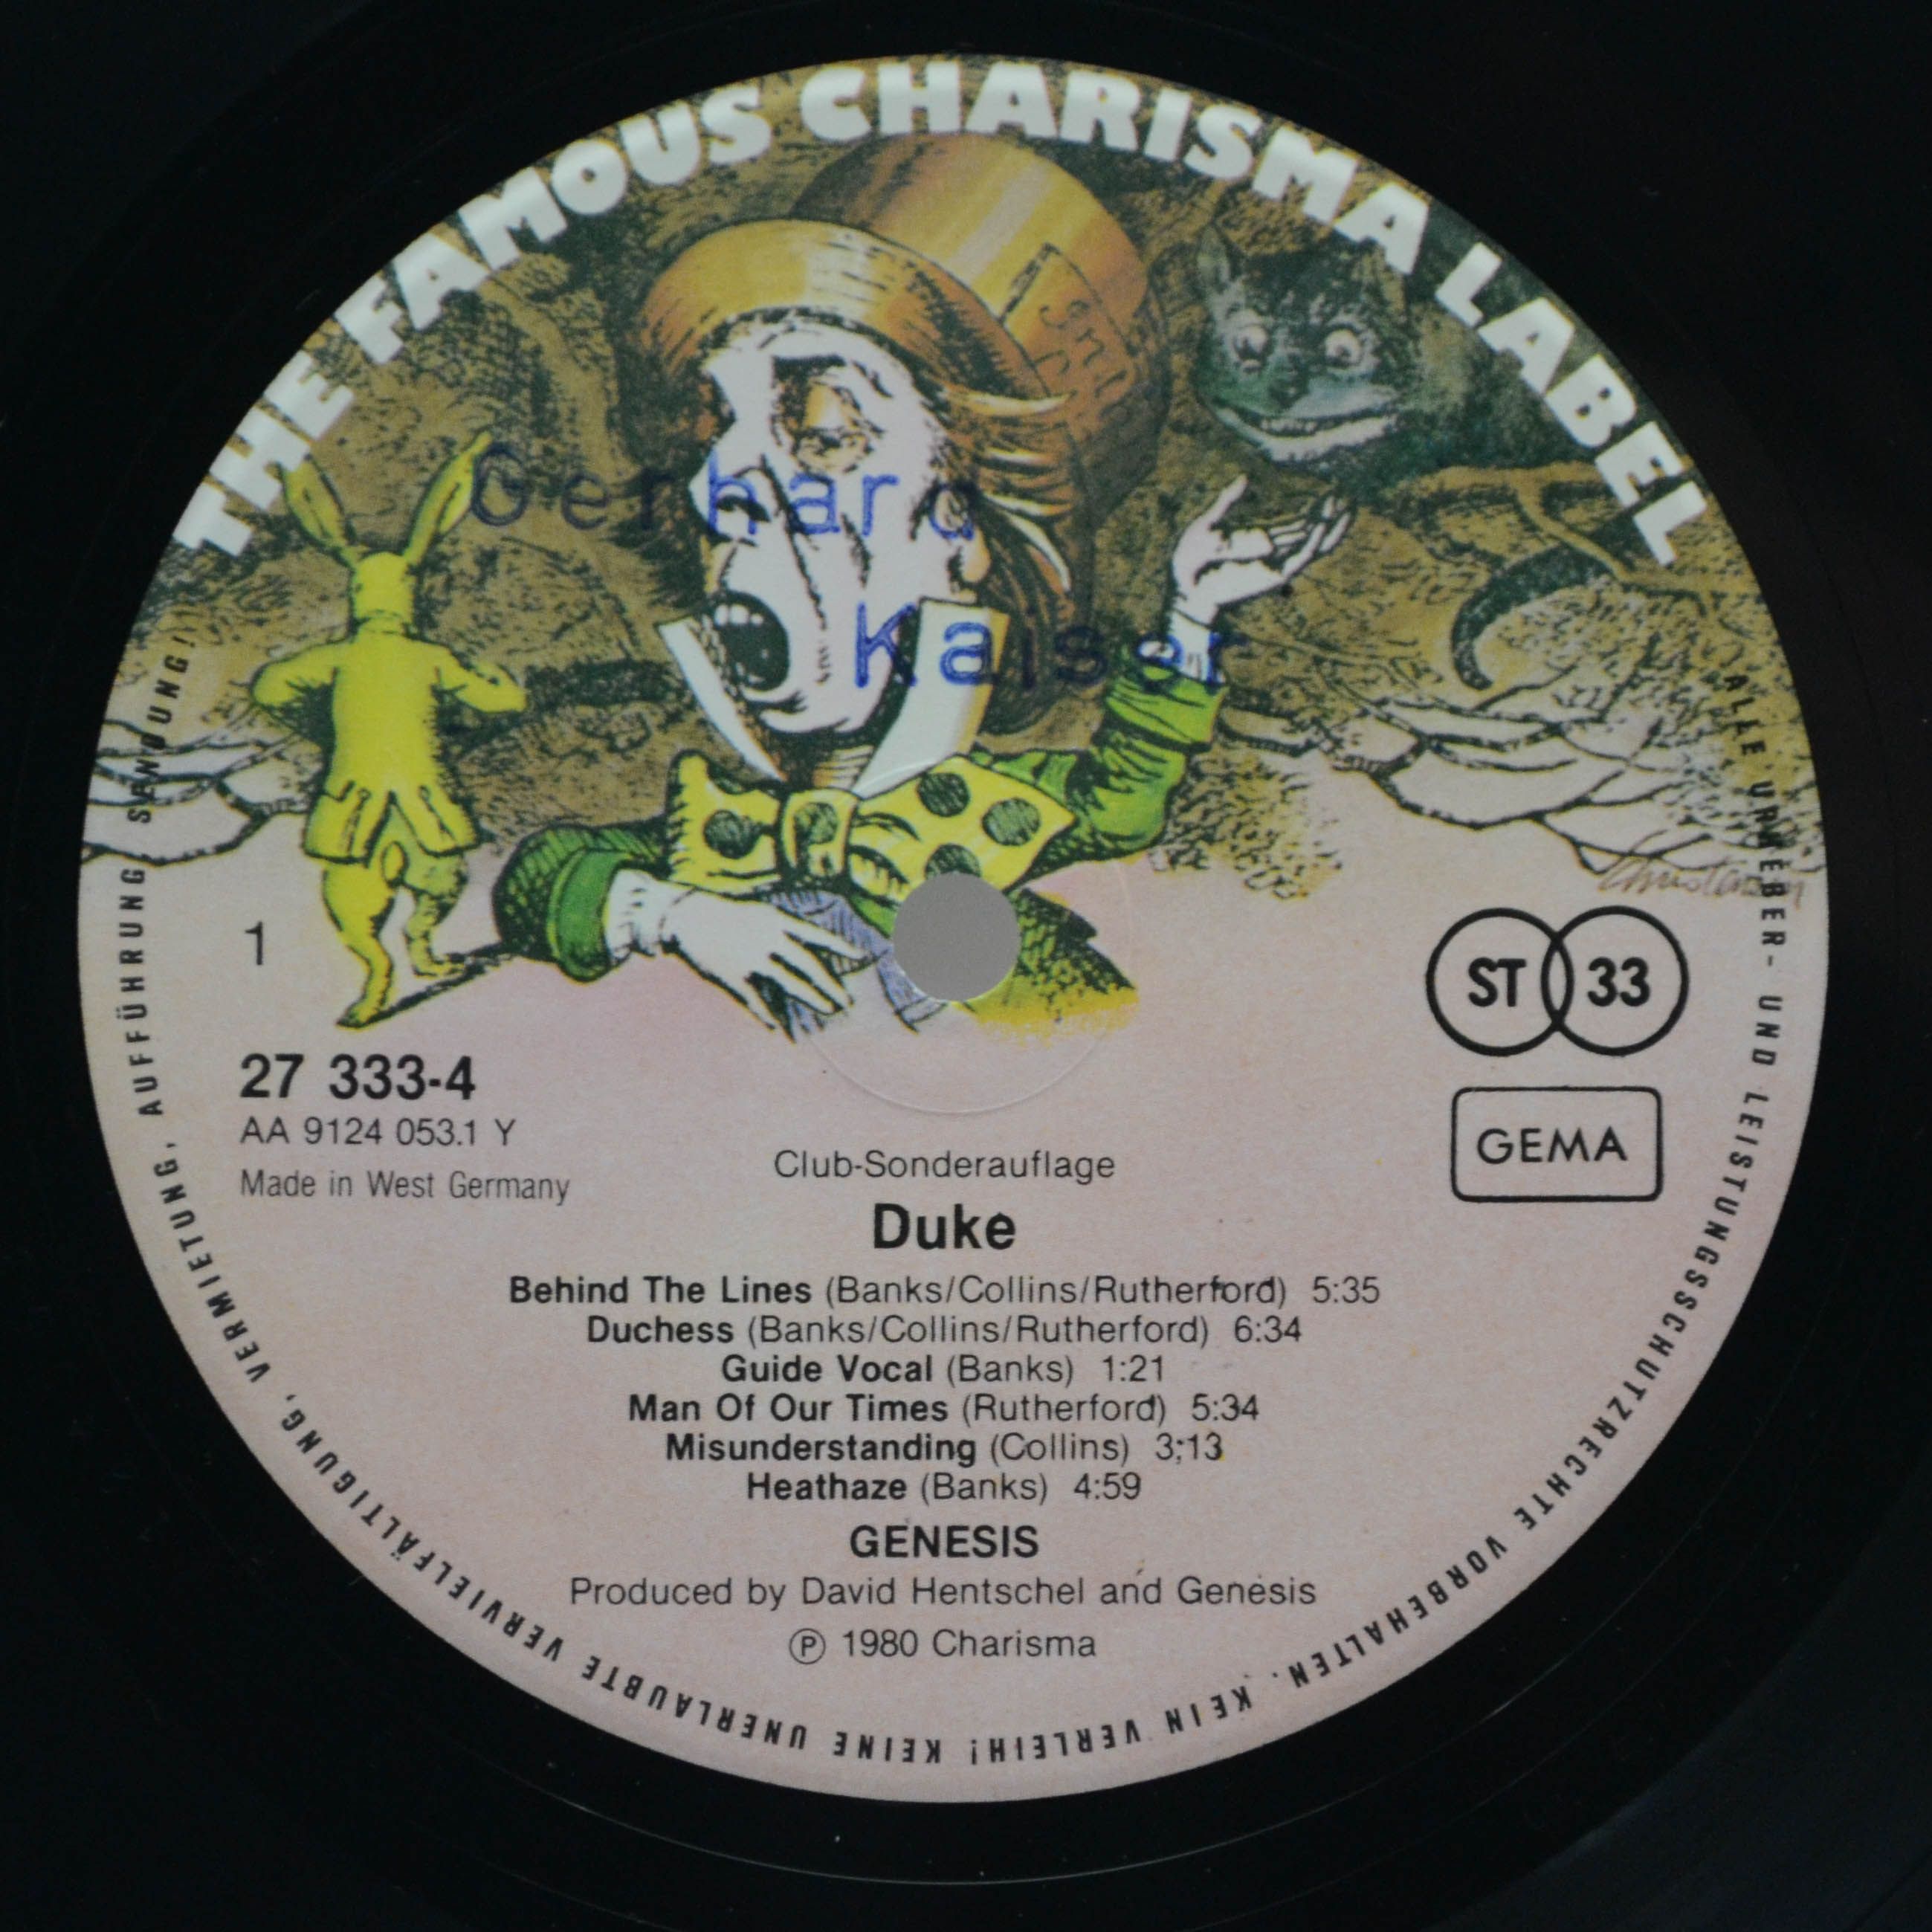 THE FAMOUS CHARISMA LABEL
Gerhard
Kaiser
1
ST 33
27 333-4
AA 9124 053.1 Y
GEMA
Made in West Germany
Club-Sonderauflage
Duke
Behind The Lines (Banks/Collins/Rutherford) 5:35
Duchess (Banks/Collins/Rutherford) 6:34
Guide Vocal (Banks) 1:21
Man Of Our Times (Rutherford) 5:34
Misunderstanding (Collins) 3;13
Heathaze (Banks) 4:59
GENESIS
Produced by David Hentschel and Genesis
℗ 1980 Charisma
ALLE URHEBER- UND LEISTUNGSSCHUTZRECHTE VORBEHALTEN. KEIN VERLEIH! KEINE UNERLAUBTE VERVIELFÄLTIGUNG, VERMIETUNG, AUFFÜHRUNG, SENDUNG!